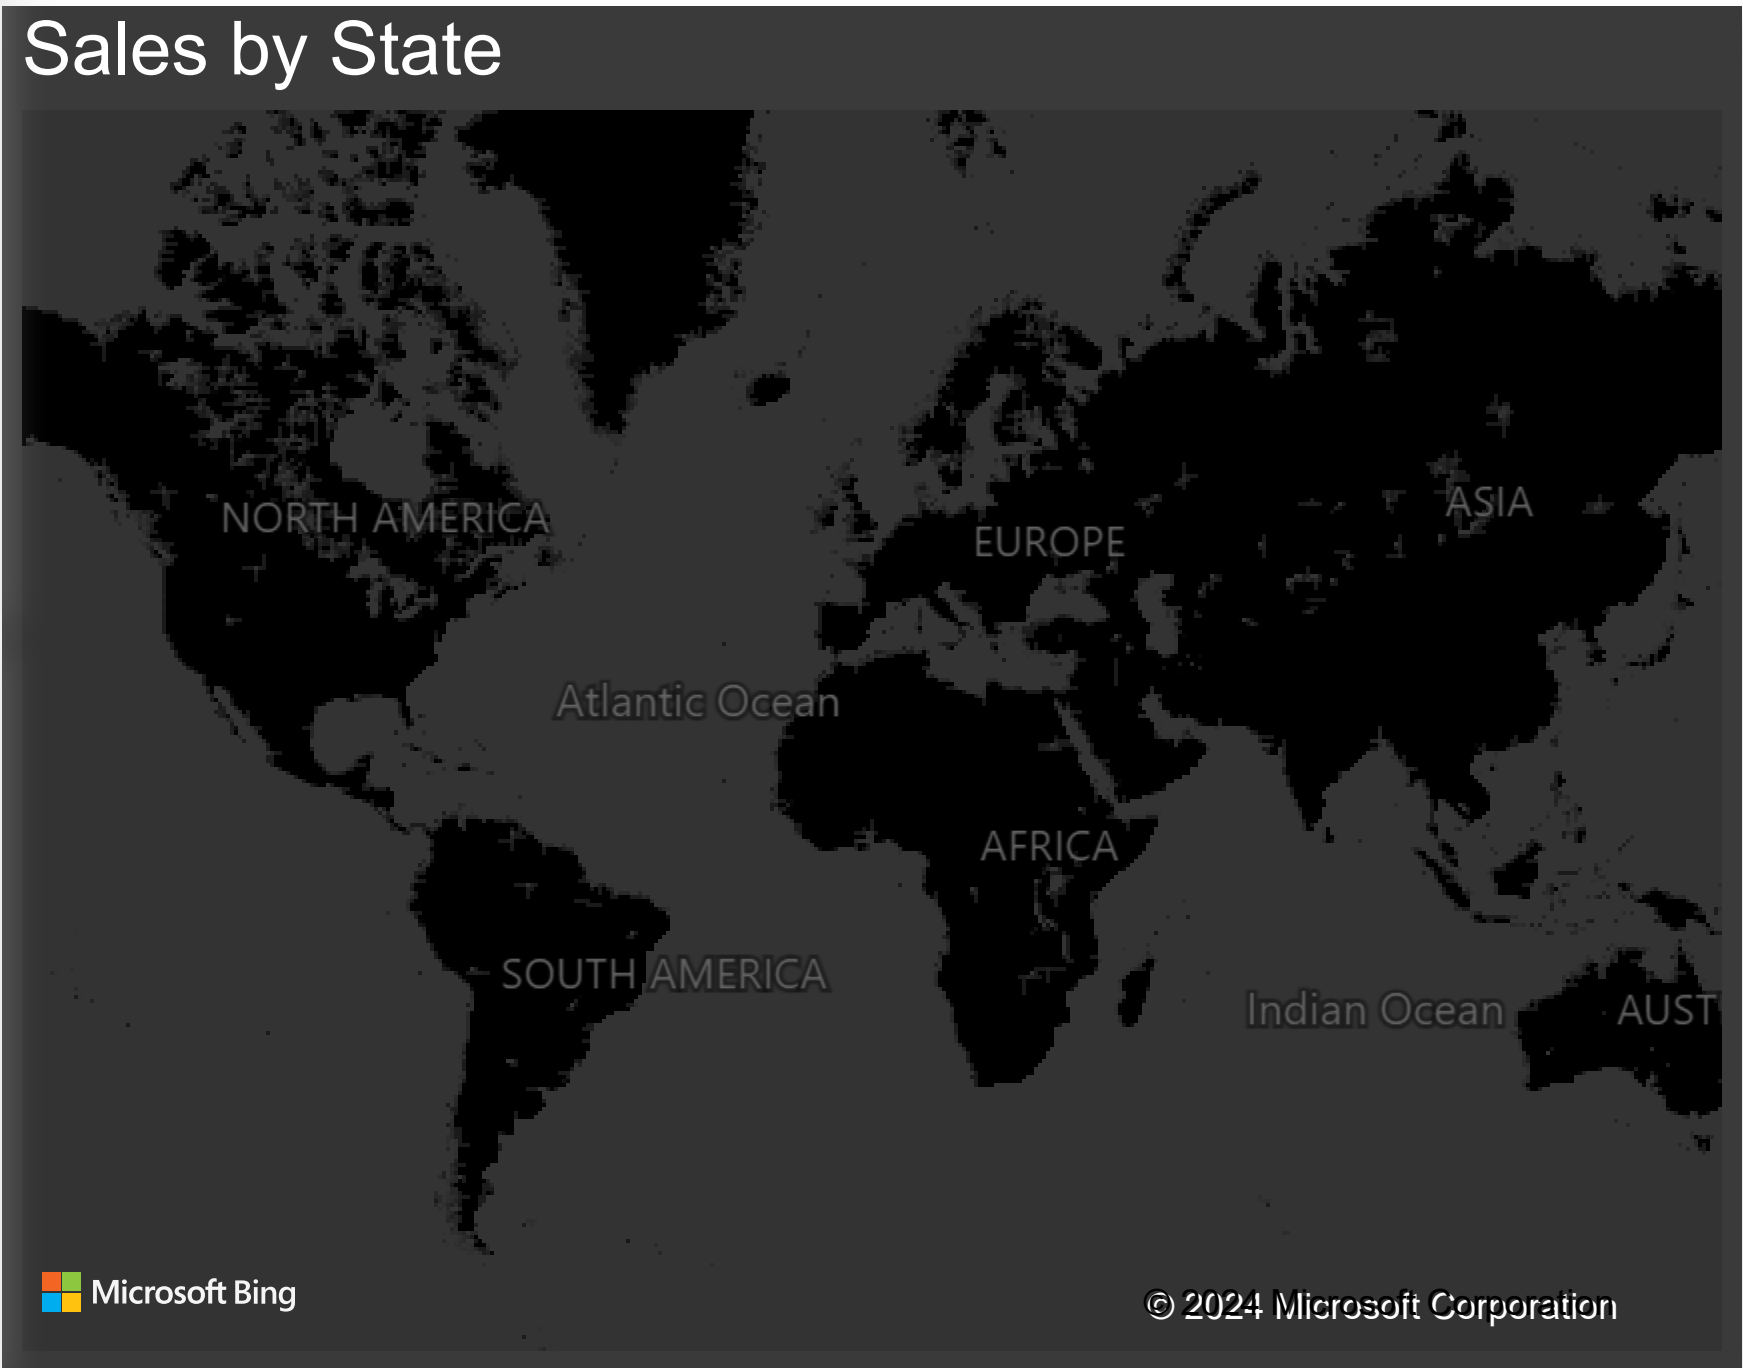 Sales by State
NORTH AMERICA
ASIA
EUROPE
Atlantic Ocean
AFRICA
SOUTH AMERICA
Indian Ocean
AUST
Microsoft Bing
© 2024 Microsoft Corporation